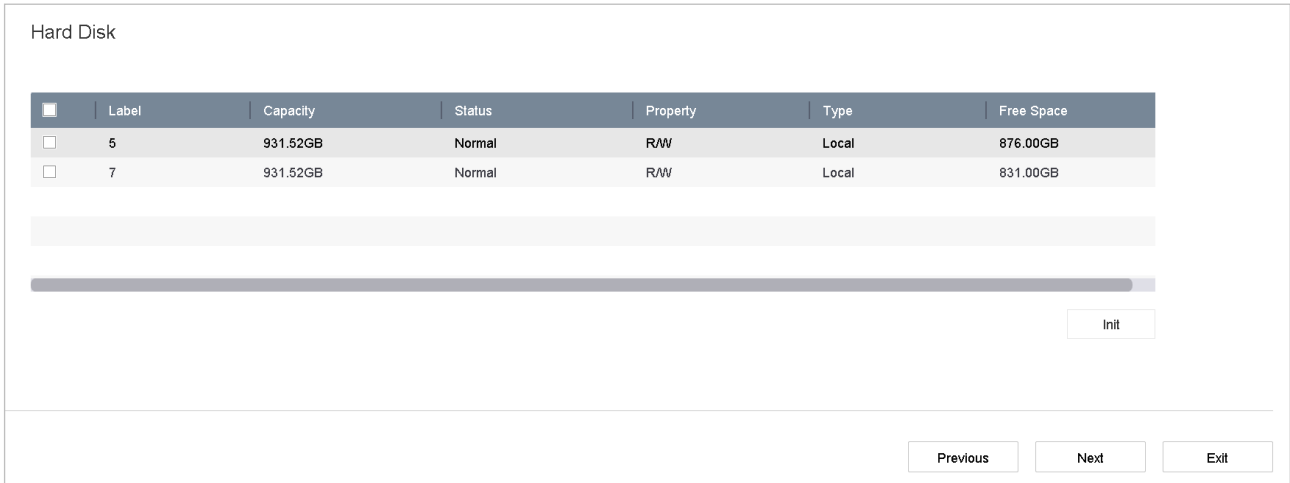 Hard Disk
Label Capacity Status Property Type Free Space
5 931.52GB Normal R/W Local 876.00GB
7 931.52GB Normal R/W Local 831.00GB
Init
Previous Next Exit